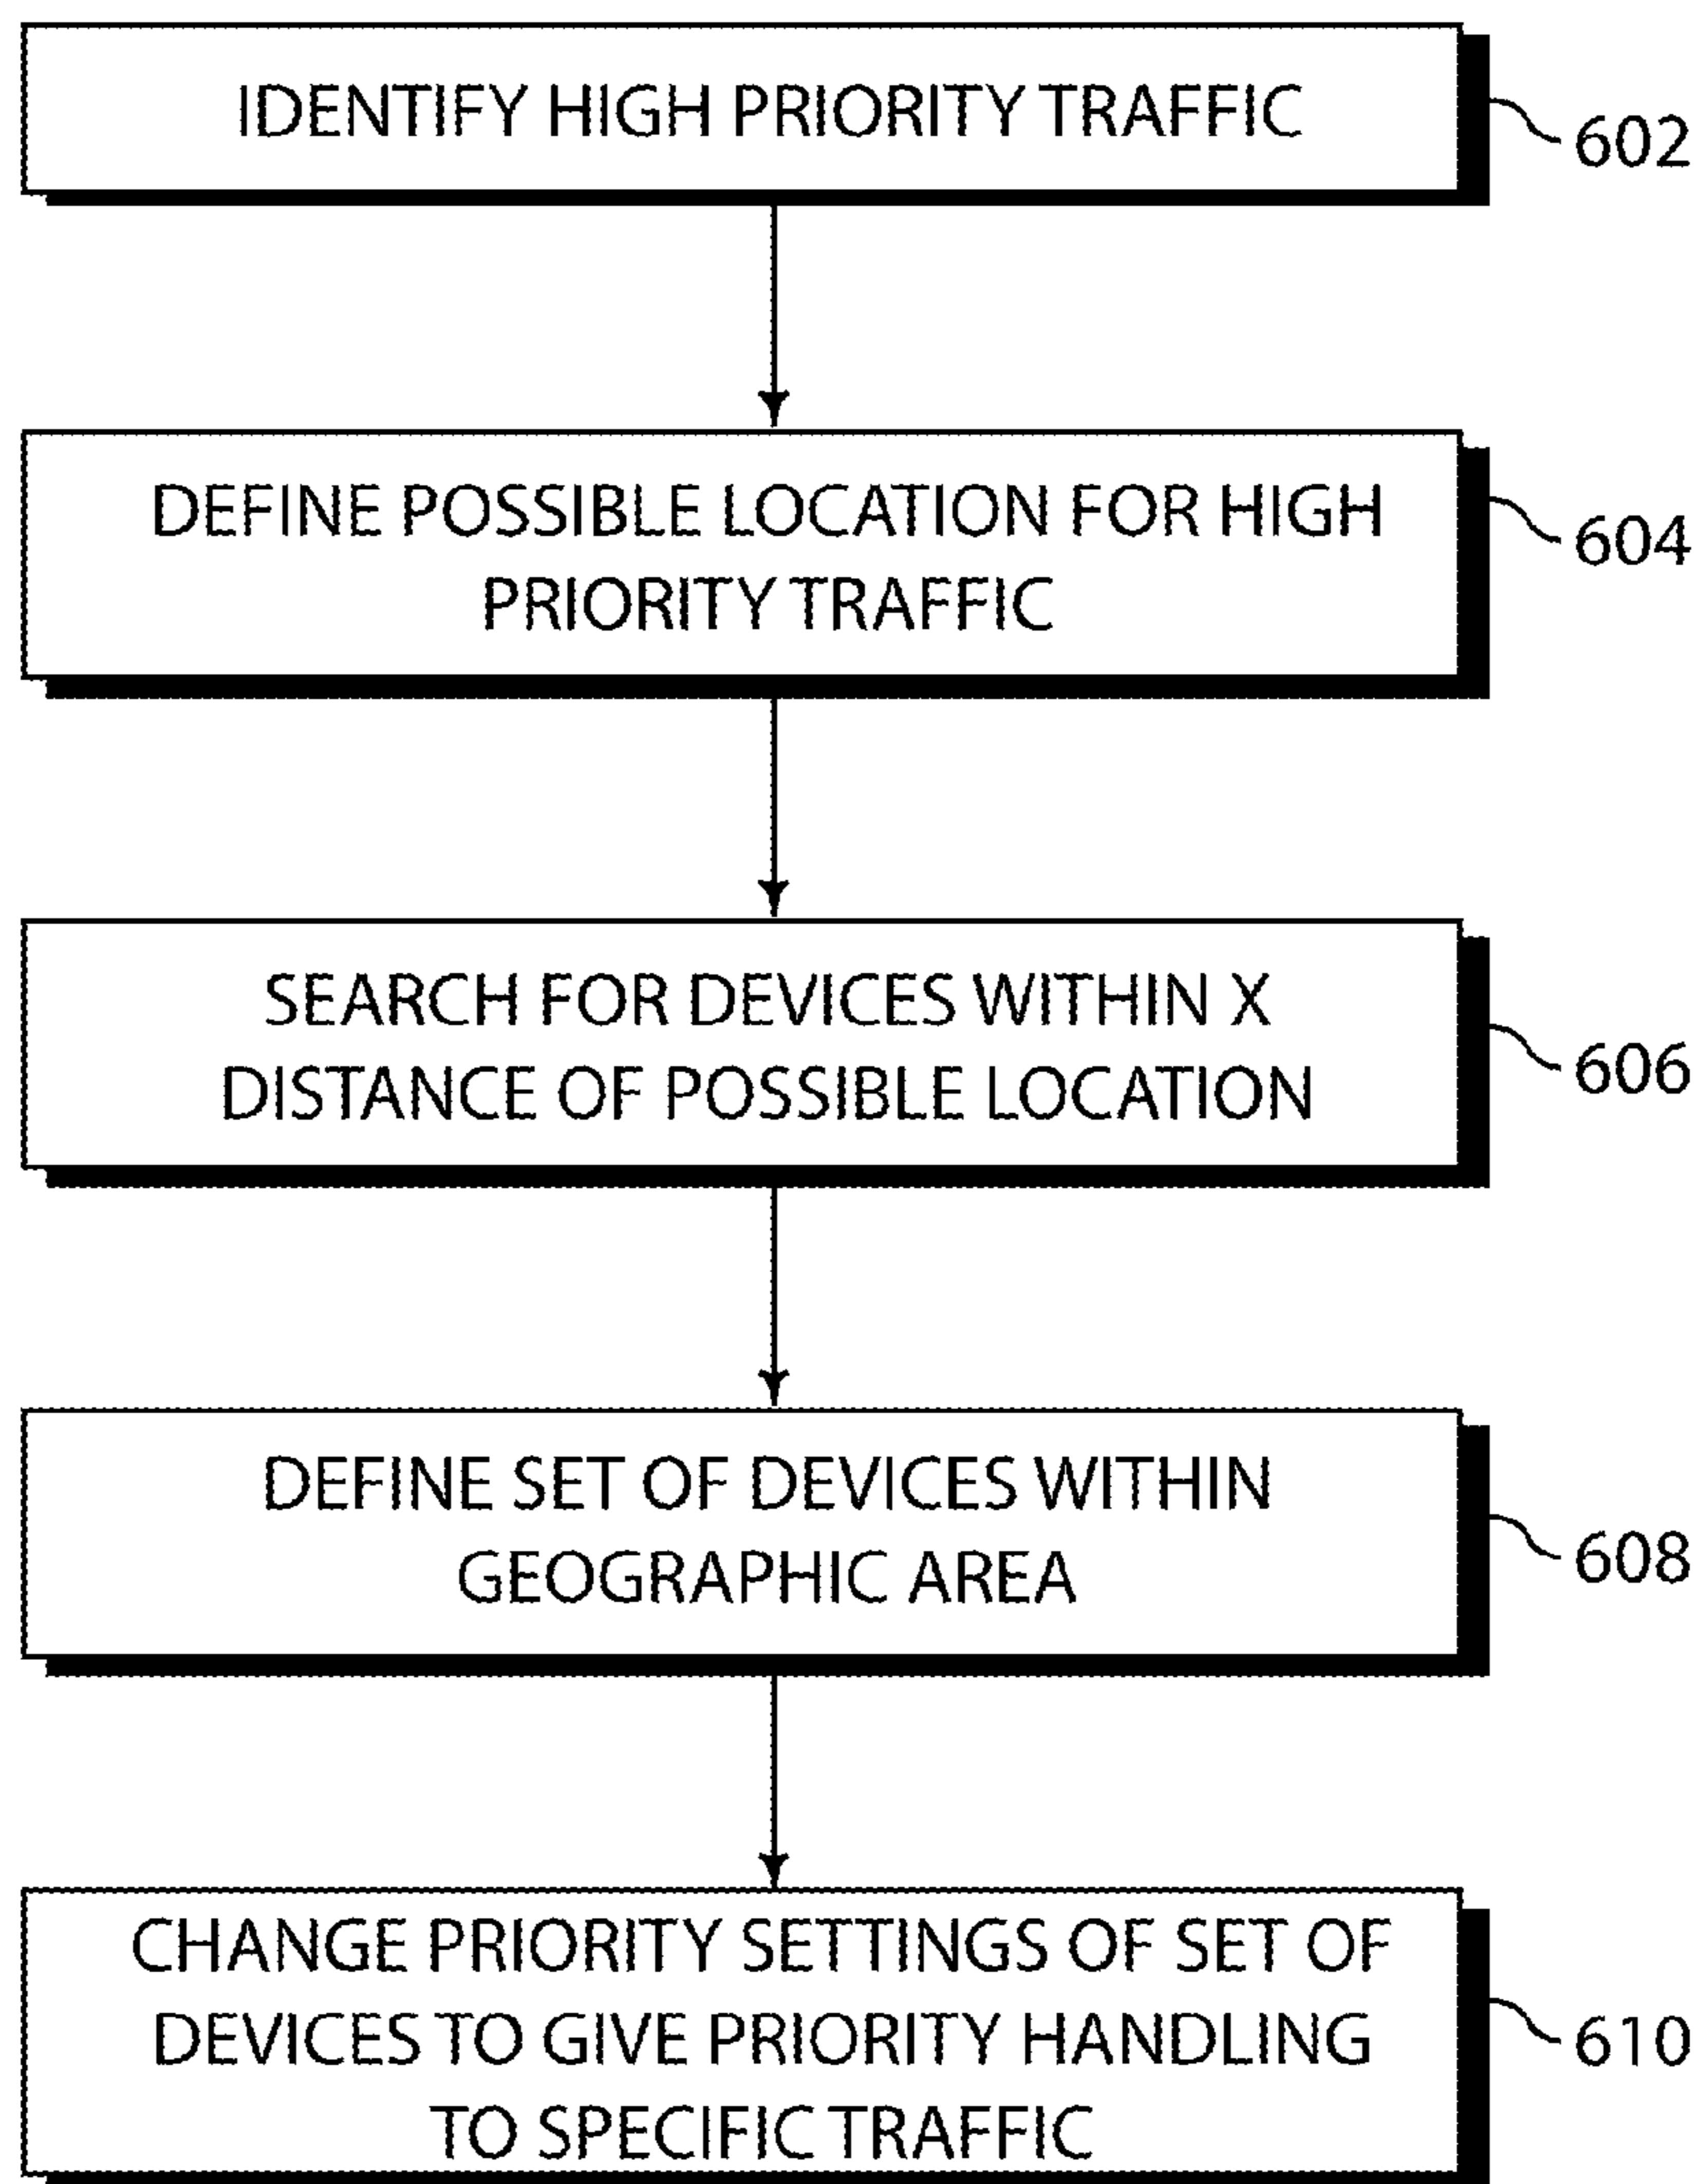 IDENTIFY HIGH PRIORITY TRAFFIC
602
DEFINE POSSIBLE LOCATION FOR HIGH
PRIORITY TRAFFIC
604
SEARCH FOR DEVICES WITHIN X
DISTANCE OF POSSIBLE LOCATION
606
DEFINE SET OF DEVICES WITHIN
GEOGRAPHIC AREA
608
CHANGE PRIORITY SETTINGS OF SET OF
DEVICES TO GIVE PRIORITY HANDLING
TO SPECIFIC TRAFFIC
610